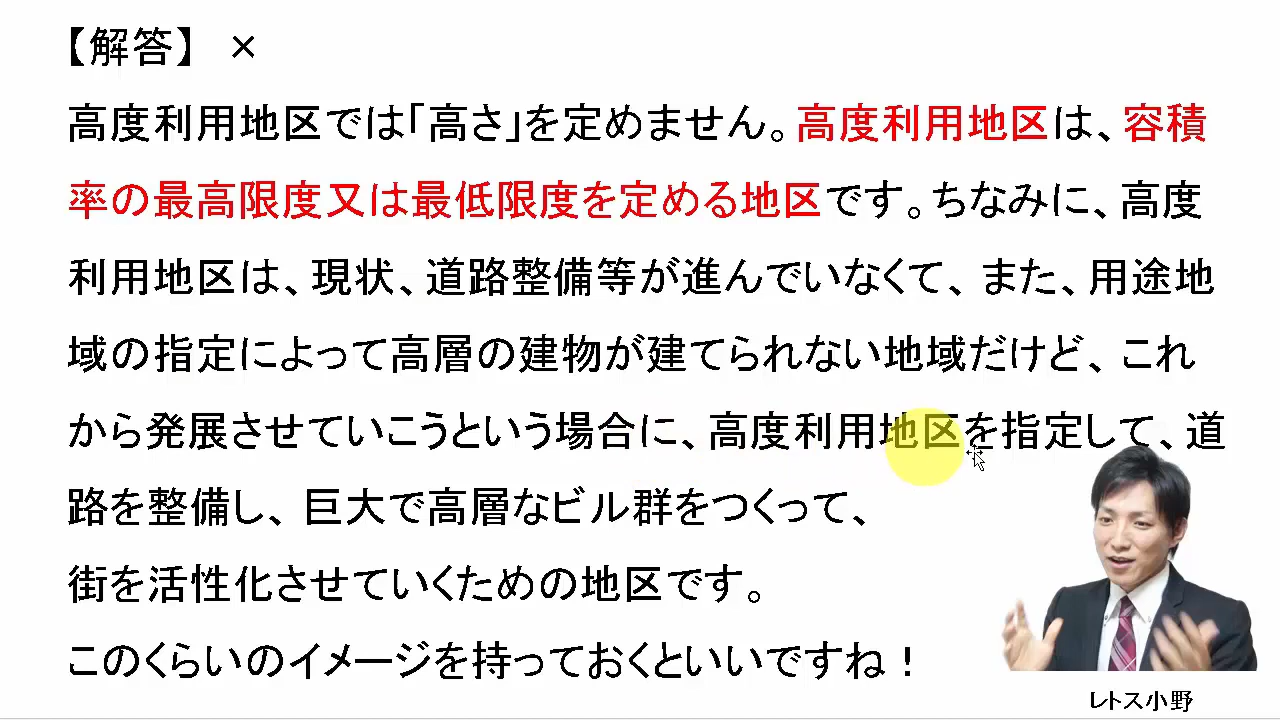 【解答】 ×
高度利用地区では｢高さ｣を定めません。高度利用地区は、容積
率の最高限度又は最低限度を定める地区です。ちなみに、高度
利用地区は、現状、道路整備等が進んでいなくて、また、用途地
域の指定によって高層の建物が建てられない地域だけど、これ
から発展させていこうという場合に、高度利用地区を指定して、道
路を整備し、巨大で高層なビル群をつくって、
街を活性化させていくための地区です。
このくらいのイメージを持っておくといいですね！
レトス小野